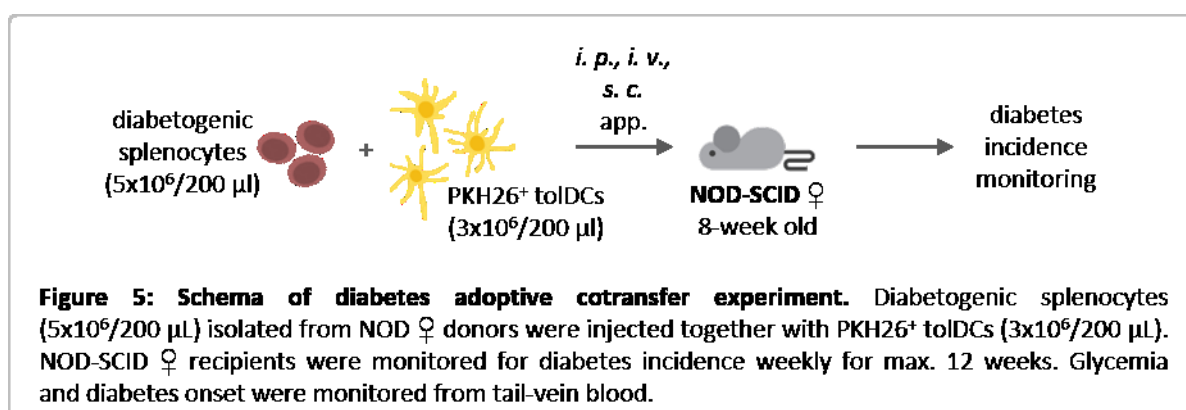 diabetogenic
splenocytes
(5x10⁶/200 µl)
+
PKH26⁺ tolDCs
(3x10⁶/200 µl)
i. p., i. v.,
s. c.
app.
NOD-SCID ♀
8-week old
diabetes
incidence
monitoring
Figure 5: Schema of diabetes adoptive cotransfer experiment. Diabetogenic splenocytes
(5x10⁶/200 µL) isolated from NOD ♀ donors were injected together with PKH26⁺ tolDCs (3x10⁶/200 µL).
NOD-SCID ♀ recipients were monitored for diabetes incidence weekly for max. 12 weeks. Glycemia
and diabetes onset were monitored from tail-vein blood.